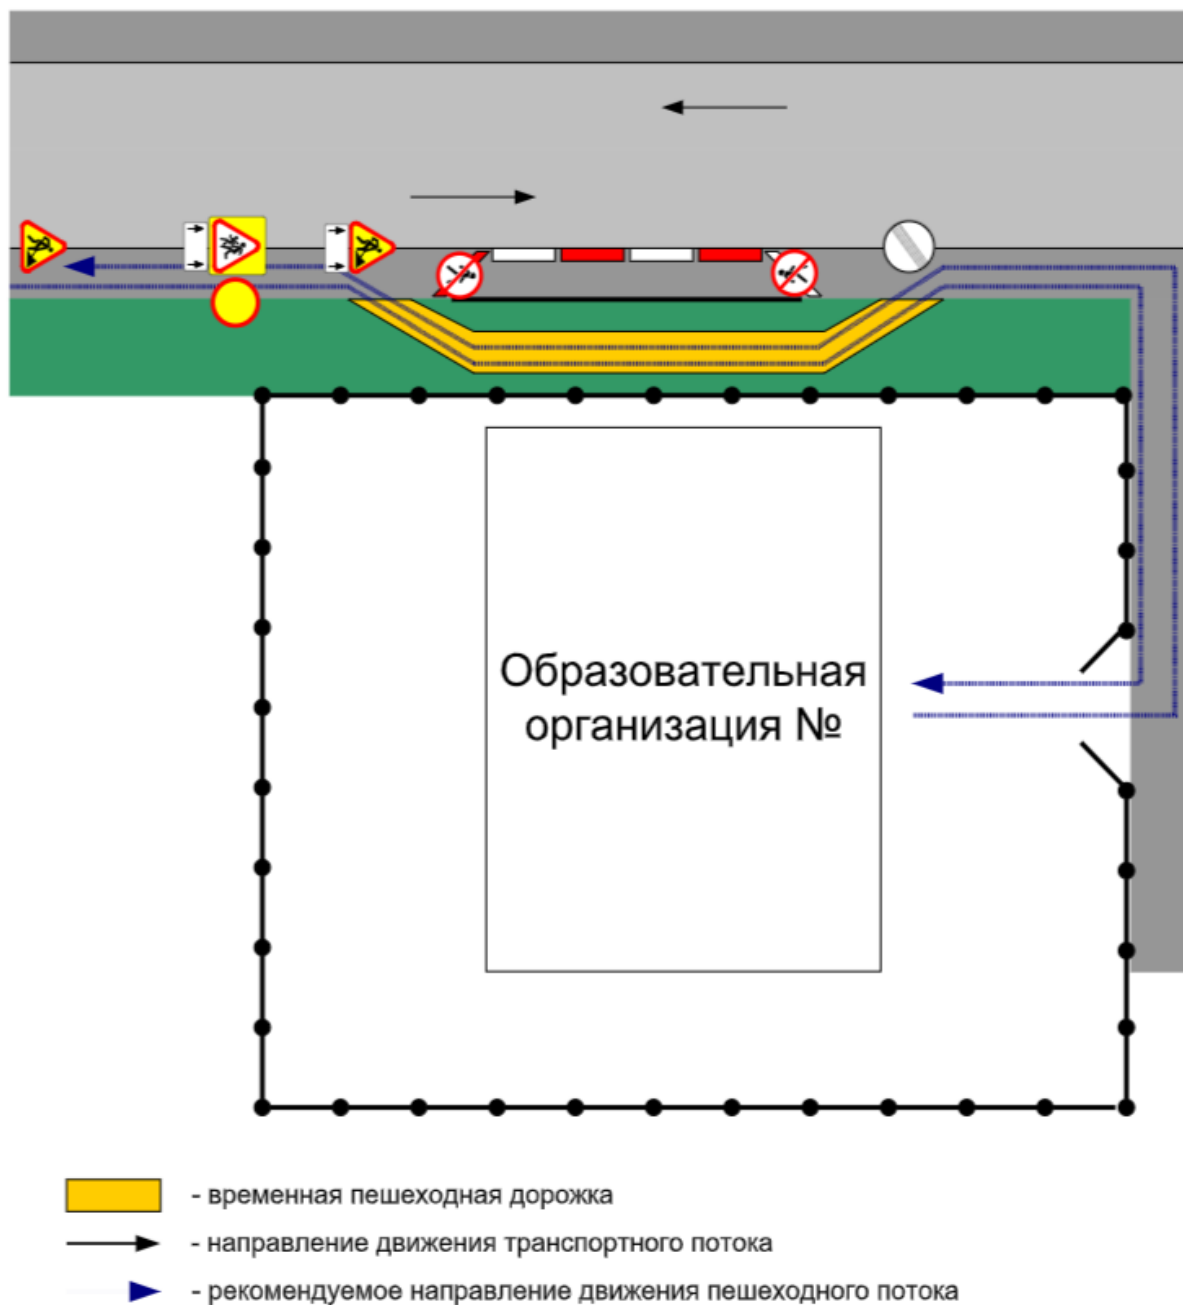 Образовательная
организация №
- временная пешеходная дорожка
- направление движения транспортного потока
- рекомендуемое направление движения пешеходного потока